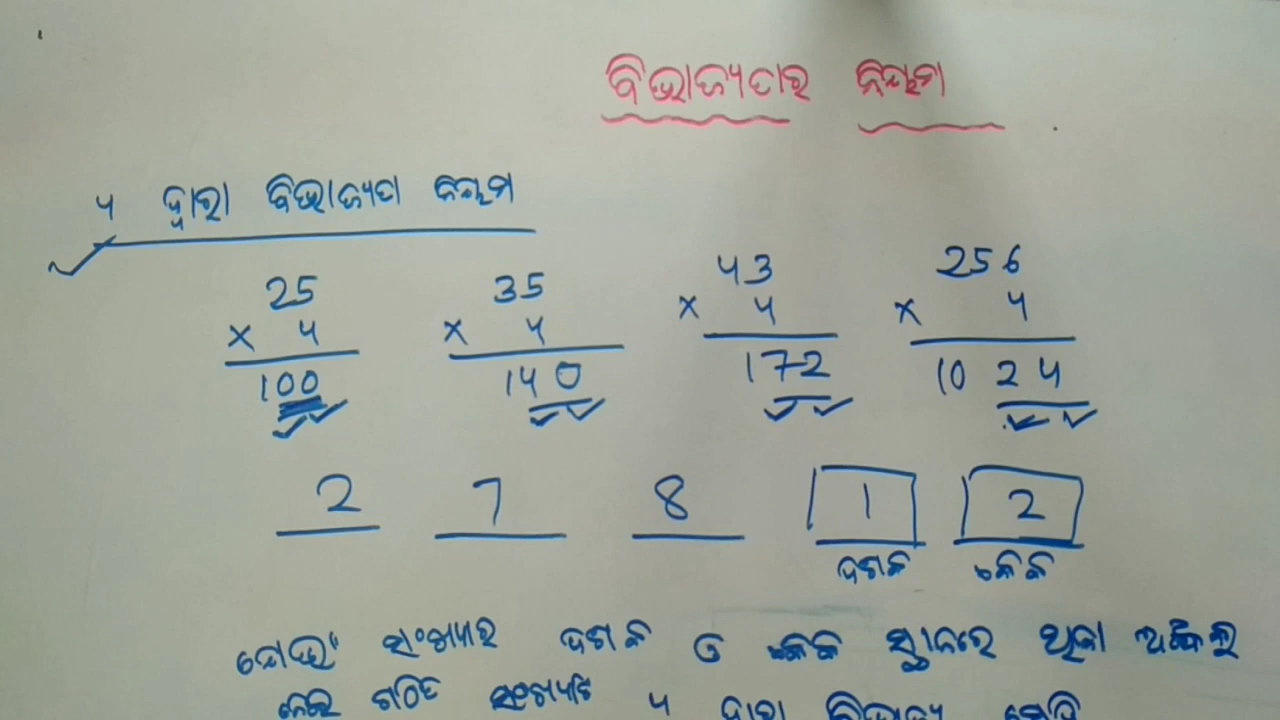 ବିଭାଜ୍ୟତାର ନିୟମ
4 ଦ୍ଵାରା ବିଭାଜ୍ୟତା ନିୟମ
25 35 43 256
× 4 × 4 × 4 × 4
100 140 172 1024
2 7 8 1 2
ଦଶକ ଏକକ
ଯେଉଁ ସଂଖ୍ୟାର ଦଶକ ଓ ଏକକ ସ୍ଥାନରେ ଥିବା ଅଙ୍କକୁ
ନେଇ ଗଠିତ ସଂଖ୍ୟାଟି 4 ଦ୍ଵାରା ବିଭାଜ୍ୟ